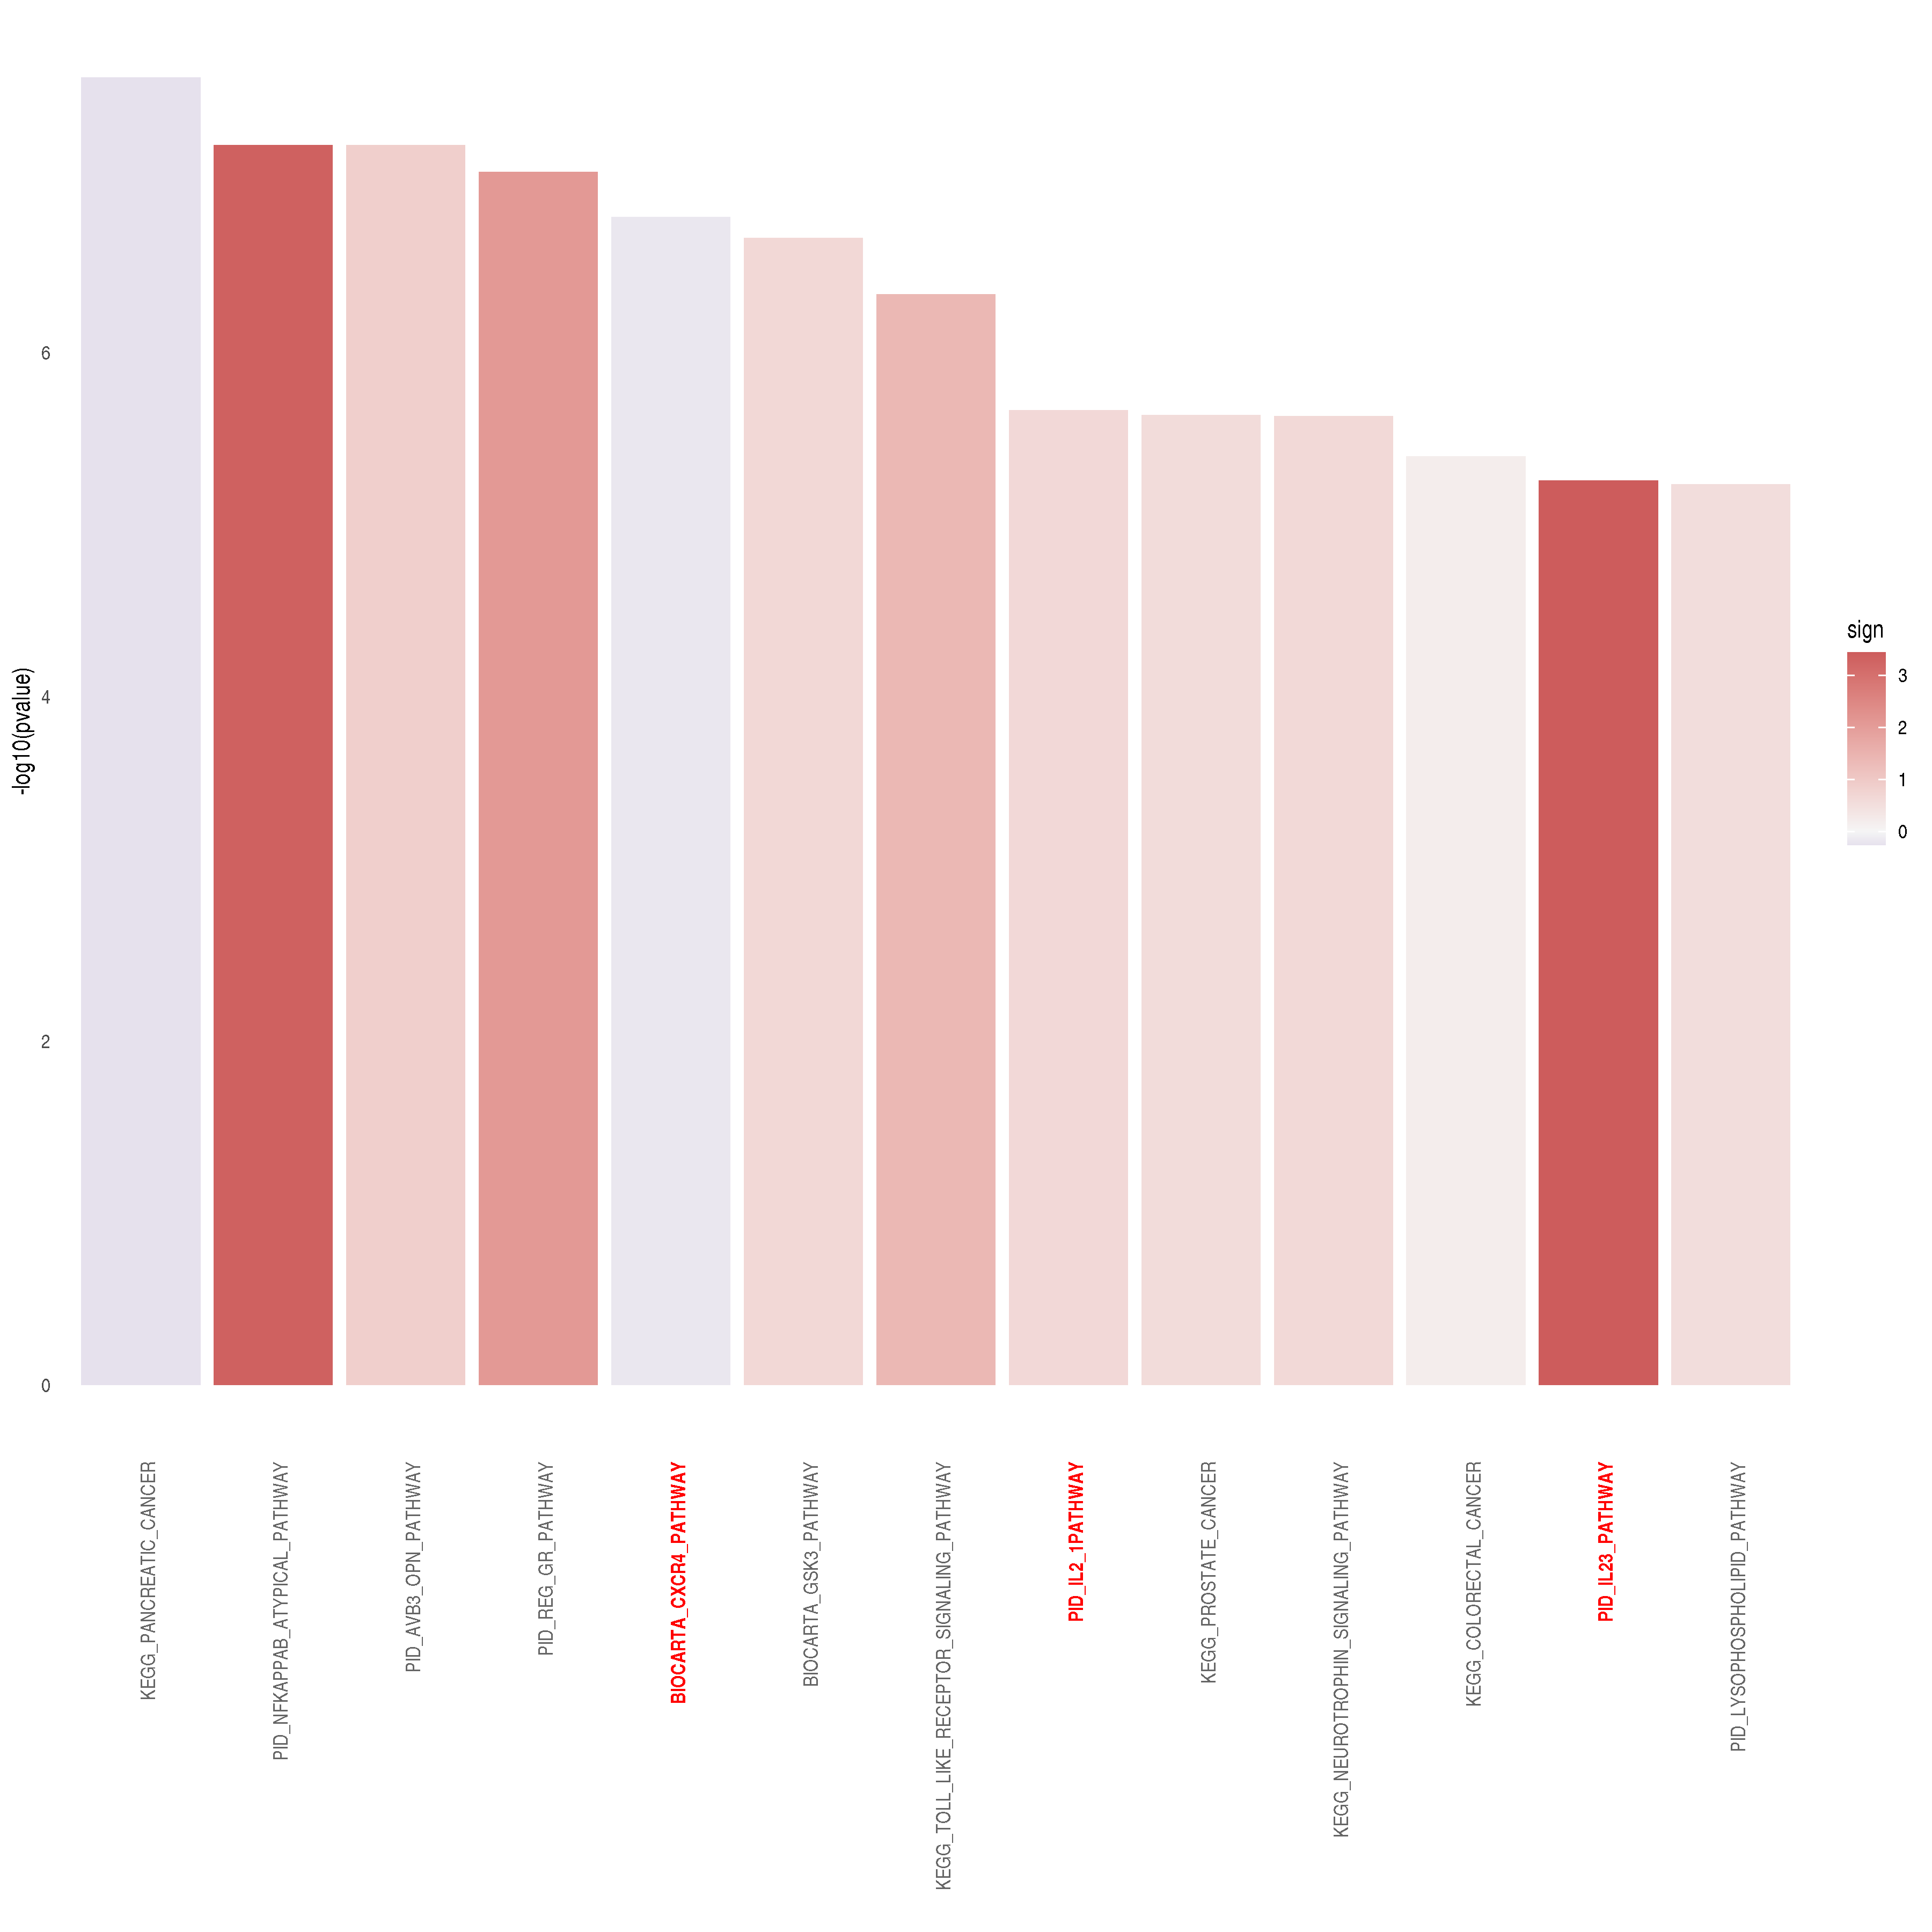 -log10(pvalue)
6
4
2
0
KEGG_PANCREATIC_CANCER
PID_NFKAPPAB_ATYPICAL_PATHWAY
PID_AVB3_OPN_PATHWAY
PID_REG_GR_PATHWAY
BIOCARTA_CXCR4_PATHWAY
BIOCARTA_GSK3_PATHWAY
KEGG_TOLL_LIKE_RECEPTOR_SIGNALING_PATHWAY
PID_IL2_1PATHWAY
KEGG_PROSTATE_CANCER
KEGG_NEUROTROPHIN_SIGNALING_PATHWAY
KEGG_COLORECTAL_CANCER
PID_IL23_PATHWAY
PID_LYSOPHOSPHOLIPID_PATHWAY
sign
3
2
1
0